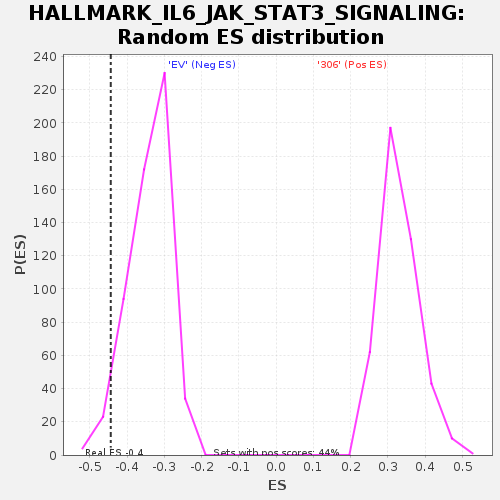 HALLMARK_IL6_JAK_STAT3_SIGNALING:
Random ES distribution
'EV' (Neg ES)
'306' (Pos ES)
240
220
200
180
160
140
120
100
80
60
40
20
0
P(ES)
Real ES -0.4
Sets with pos scores: 44%
-0.5 -0.4 -0.3 -0.2 -0.1 0.0 0.1 0.2 0.3 0.4 0.5
ES